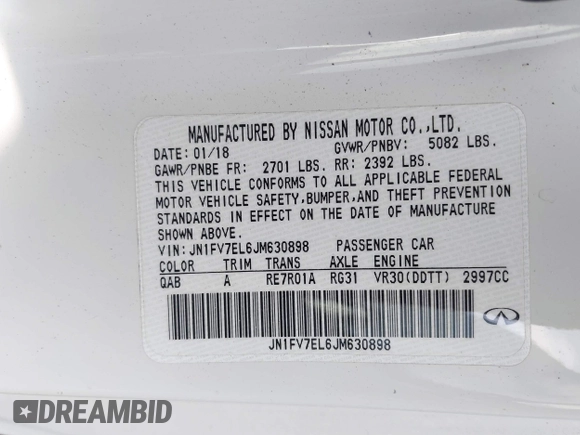 MANUFACTURED BY NISSAN MOTOR CO.,LTD.
DATE: 01/18 GVWR/PNBV: 5082 LBS.
GAWR/PNBE FR: 2701 LBS. RR: 2392 LBS.
THIS VEHICLE CONFORMS TO ALL APPLICABLE FEDERAL
MOTOR VEHICLE SAFETY,BUMPER,AND THEFT PREVENTION
STANDARDS IN EFFECT ON THE DATE OF MANUFACTURE
SHOWN ABOVE.
VIN: JN1FV7EL6JM630898 PASSENGER CAR
COLOR TRIM TRANS AXLE ENGINE
QAB A RE7R01A RG31 VR30(DDTT) 2997CC
JN1FV7EL6JM630898
DREAMBID